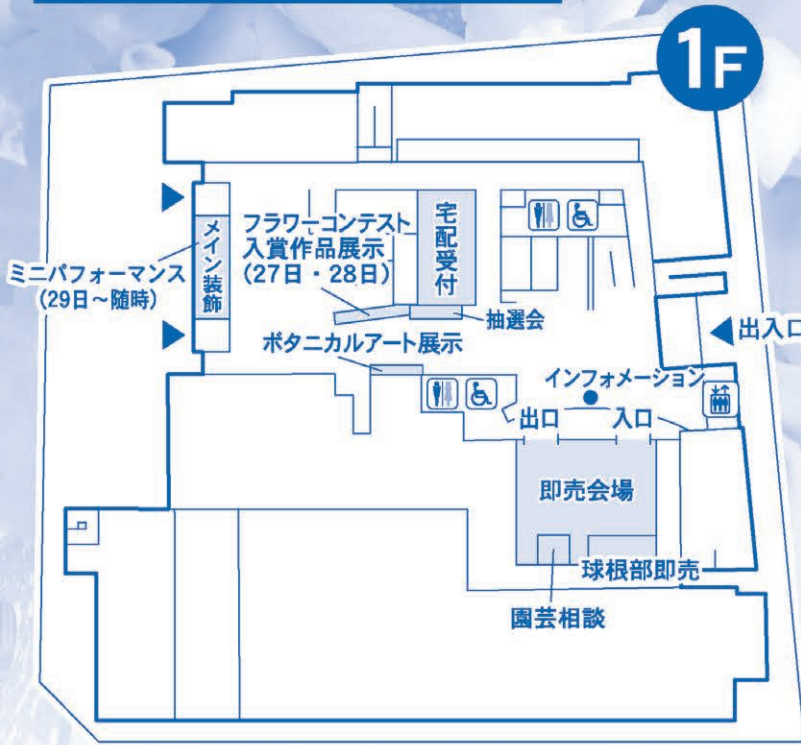 1F
フラワーコンテスト
入賞作品展示
(27日・28日)
宅配受付
メイン装飾
ミニパフォーマンス
(29日～随時)
抽選会
出入口
ボタニカルアート展示
インフォメーション
出口
入口
即売会場
球根部即売
園芸相談